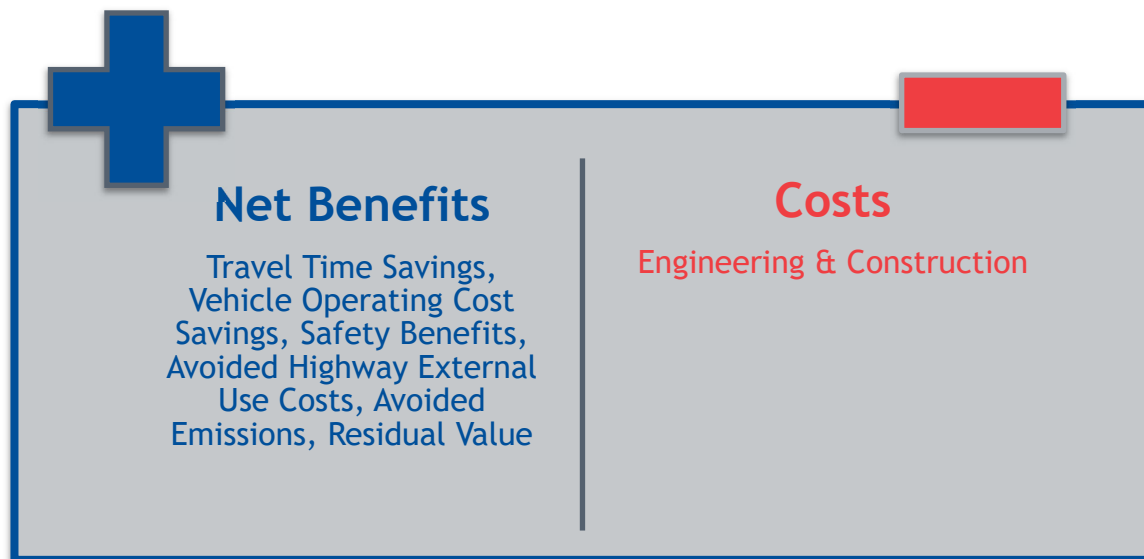 Net Benefits
Travel Time Savings,
Vehicle Operating Cost
Savings, Safety Benefits,
Avoided Highway External
Use Costs, Avoided
Emissions, Residual Value
Costs
Engineering & Construction